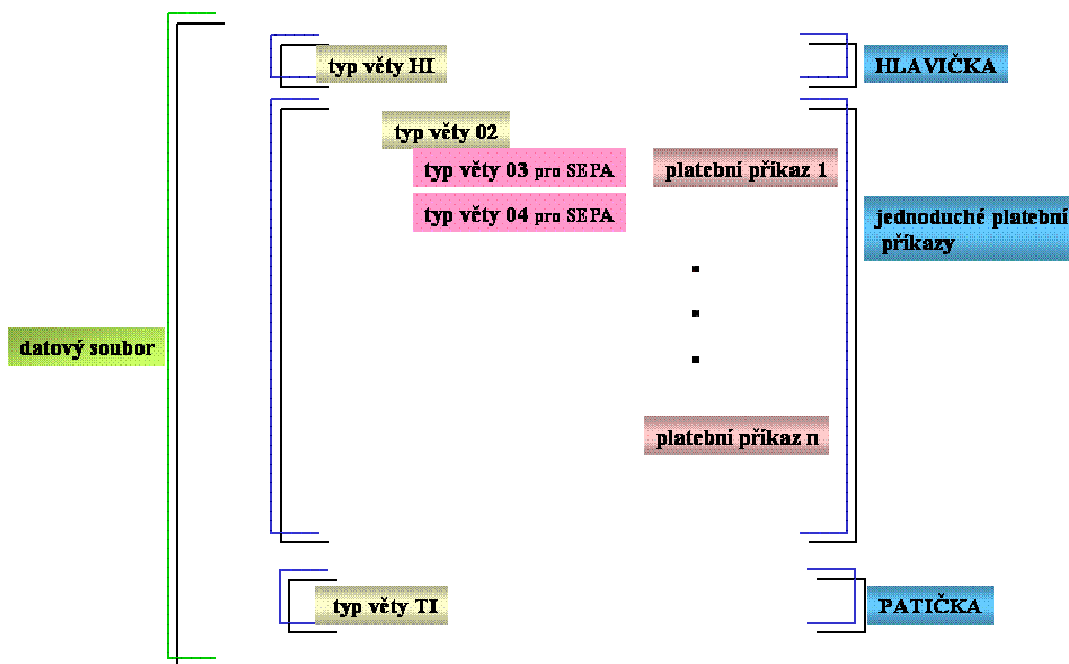 typ věty HI
HLAVIČKA
typ věty 02
typ věty 03 pro SEPA
platební příkaz 1
typ věty 04 pro SEPA
jednoduché platební
příkazy
datový soubor
platební příkaz n
typ věty TI
PATIČKA